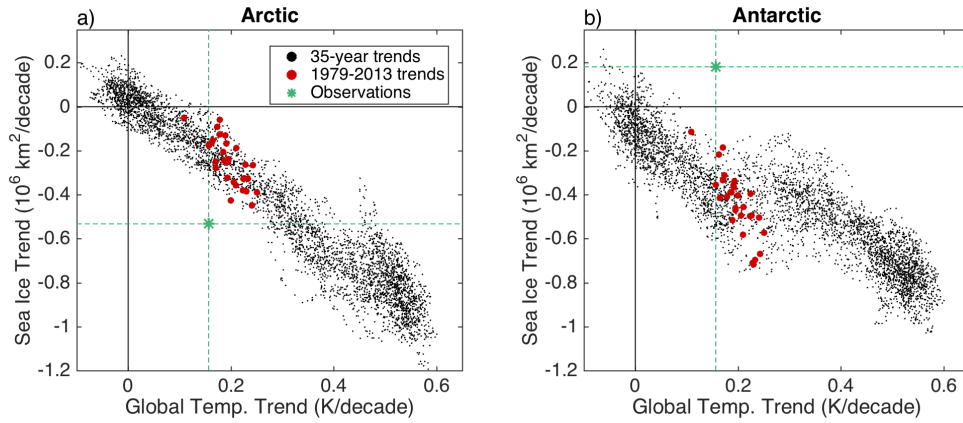 a)
Arctic
0.2
0
-0.2
-0.4
-0.6
-0.8
-1
-1.2
Sea Ice Trend (10⁶ km²/decade)
35-year trends
1979-2013 trends
Observations
0
0.2
0.4
0.6
Global Temp. Trend (K/decade)
b)
Antarctic
0.2
0
-0.2
-0.4
-0.6
-0.8
-1
-1.2
Sea Ice Trend (10⁶ km²/decade)
0
0.2
0.4
0.6
Global Temp. Trend (K/decade)